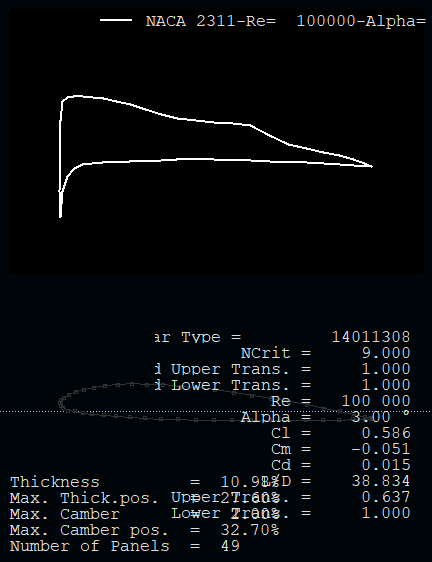 NACA 2311-Re=  100000-Alpha=
ar Type =  14011308
NCrit =  9.000
d Upper Trans. =  1.000
d Lower Trans. =  1.000
Re =  100 000
Alpha =  3.00 °
Cl =  0.586
Cm =  -0.051
Cd =  0.015
L/D =  38.834
Upper Trans. =  0.637
Lower Trans. =  1.000
Thickness  =  10.98%
Max. Thick.pos.  =  27.60%
Max. Camber  =  2.00%
Max. Camber pos.  =  32.70%
Number of Panels  =  49